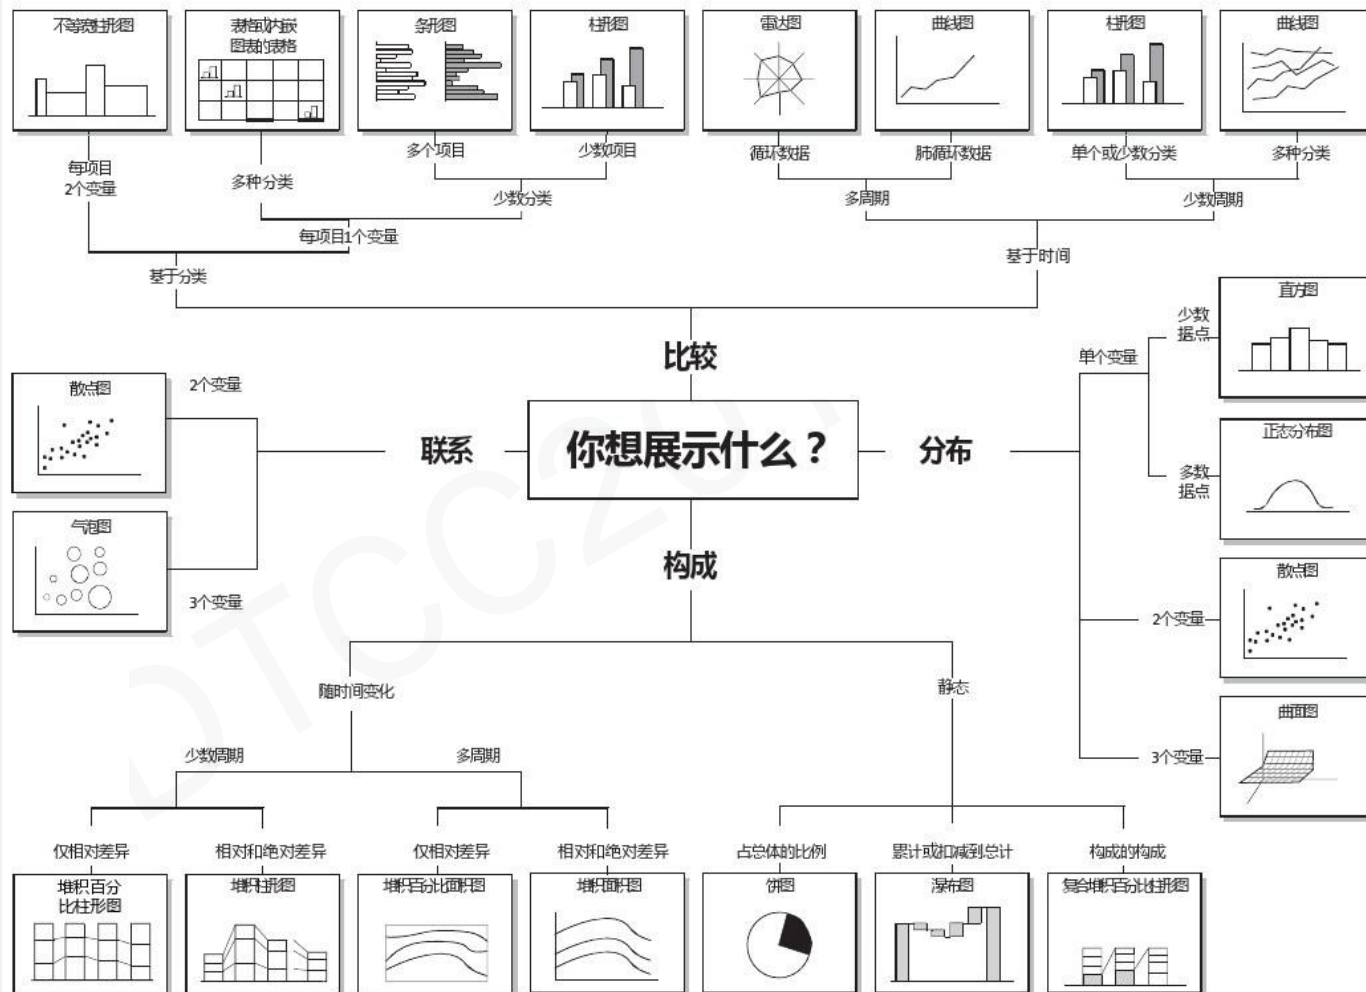 不等宽柱形图
表格或内嵌
图表的表格
条形图
柱形图
雷达图
曲线图
柱形图
曲线图
每项目
2个变量
多种分类
多个项目
少数项目
循环数据
肺循环数据
单个或少数分类
多种分类
少数分类
多周期
少数周期
每项目1个变量
基于分类
基于时间
比较
直方图
少数
据点
单个变量
散点图
2个变量
联系
你想展示什么？
分布
正态分布图
多数
据点
气泡图
3个变量
构成
散点图
2个变量
随时间变化
静态
曲面图
3个变量
少数周期
多周期
仅相对差异
相对和绝对差异
仅相对差异
相对和绝对差异
占总体的比例
累计或扣减到总计
构成的构成
堆积百分
比柱形图
堆积柱形图
堆积百分比面积图
堆积面积图
饼图
瀑布图
复合堆积百分比柱形图